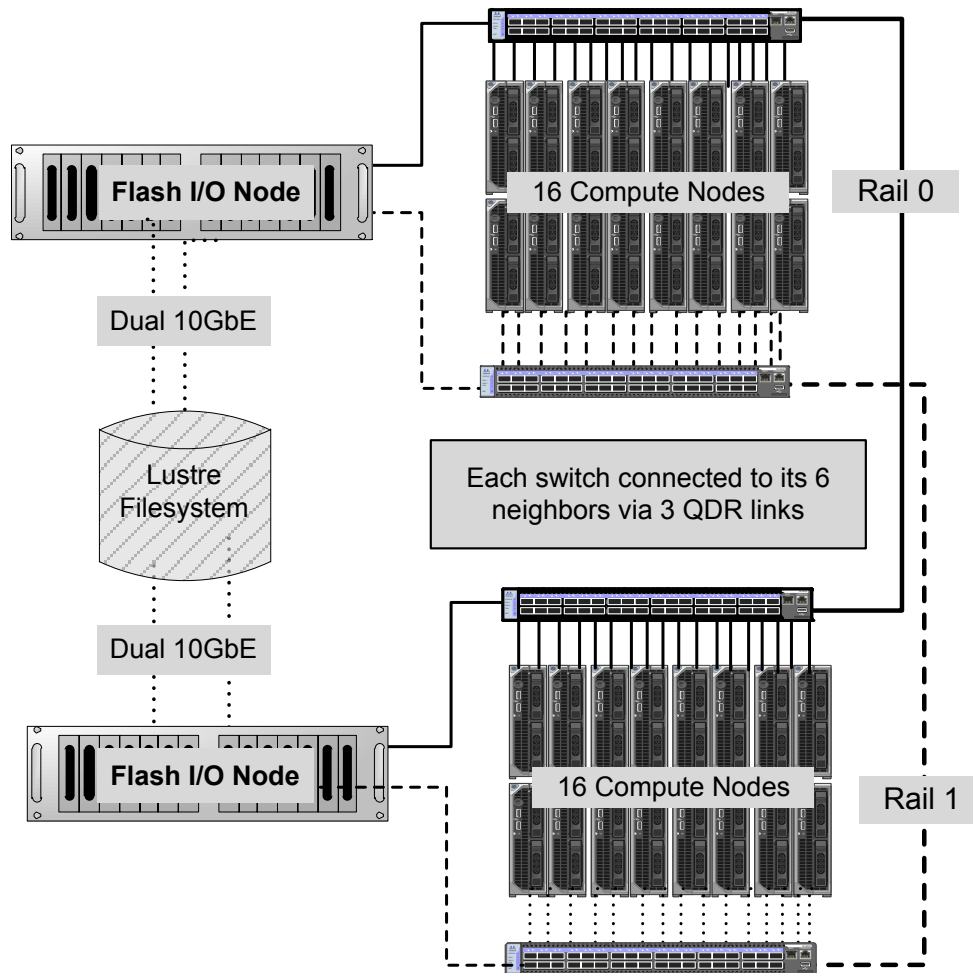 Flash I/O Node
16 Compute Nodes
Rail 0
Dual 10GbE
Lustre
Filesystem
Each switch connected to its 6
neighbors via 3 QDR links
Dual 10GbE
Flash I/O Node
16 Compute Nodes
Rail 1